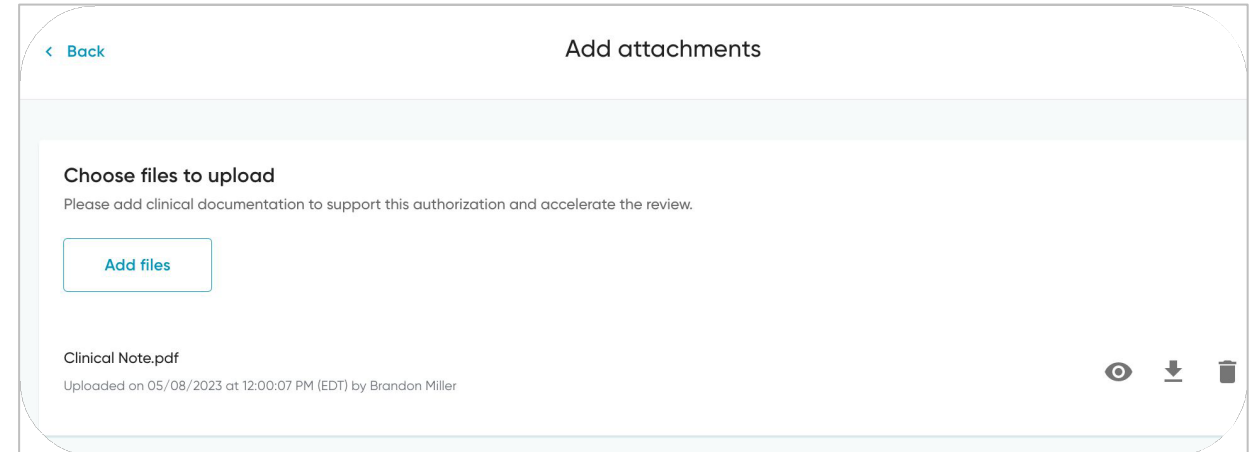 Back
Add attachments
Choose files to upload
Please add clinical documentation to support this authorization and accelerate the review.
Add files
Clinical Note.pdf
Uploaded on 05/08/2023 at 12:00:07 PM (EDT) by Brandon Miller